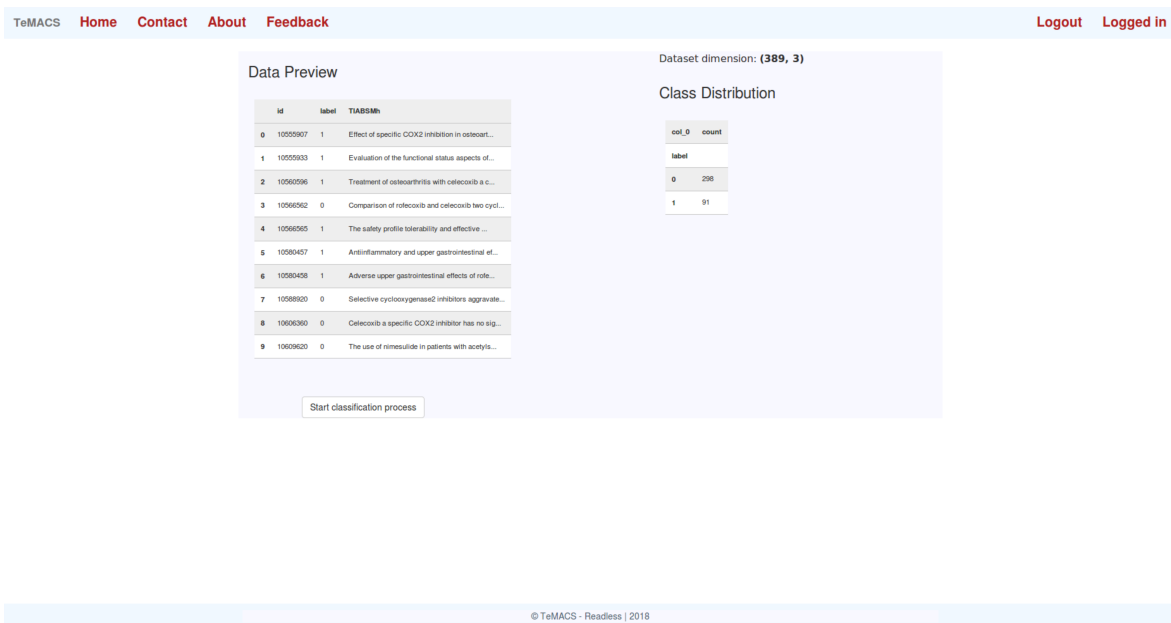 TeMACS Home Contact About Feedback Logout Logged in
Data Preview
id label TIABSMh
0 10555907 1 Effect of specific COX2 inhibition in osteoart...
1 10555933 1 Evaluation of the functional status aspects of...
2 10560596 1 Treatment of osteoarthritis with celecoxib a c...
3 10566562 0 Comparison of rofecoxib and celecoxib two cycl...
4 10566565 1 The safety profile tolerability and effective ...
5 10580457 1 Antiinflammatory and upper gastrointestinal ef...
6 10580458 1 Adverse upper gastrointestinal effects of rofe...
7 10588920 0 Selective cyclooxygenase2 inhibitors aggravate...
8 10606360 0 Celecoxib a specific COX2 inhibitor has no sig...
9 10609620 0 The use of nimesulide in patients with acetyls...
Start classification process
Dataset dimension: (389, 3)
Class Distribution
col_0 count
label
0 298
1 91
© TeMACS - Readless | 2018